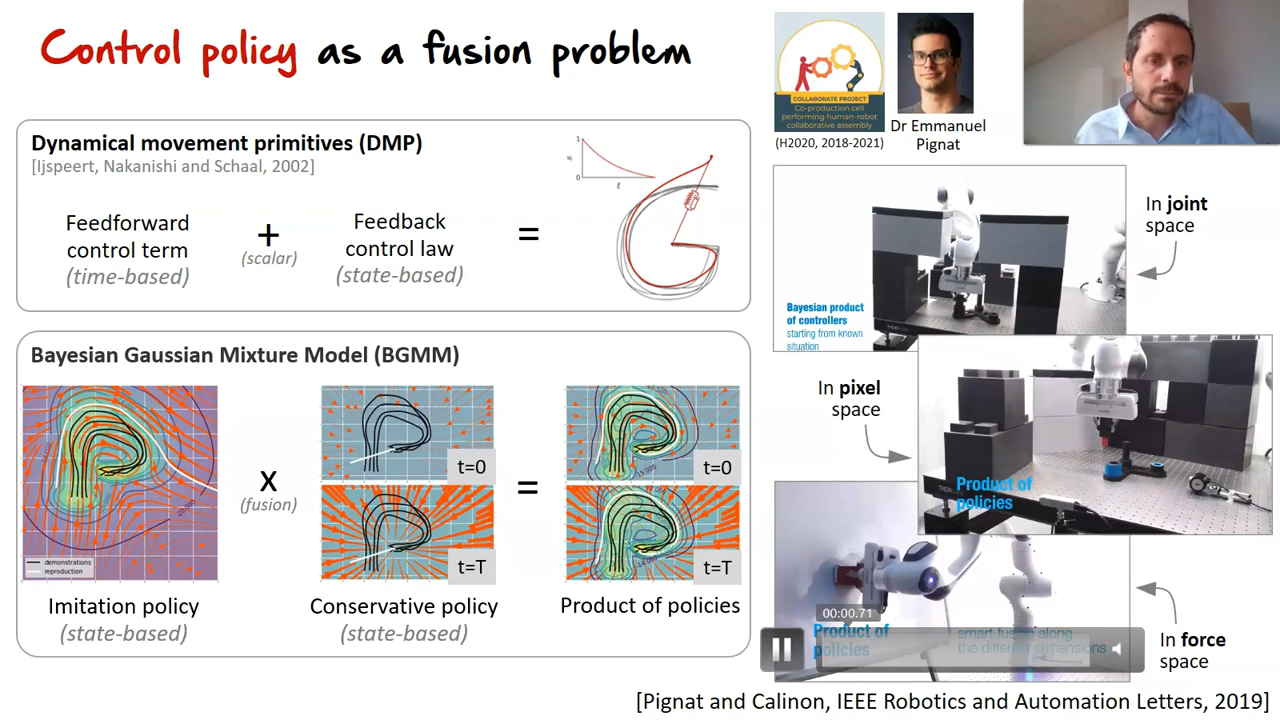 Control policy as a fusion problem
COLLABORATE PROJECT
Co-production cell
performing human-robot
collaborative assembly
(H2020, 2018-2021)
Dr Emmanuel
Pignat
Dynamical movement primitives (DMP)
[Ijspeert, Nakanishi and Schaal, 2002]
Feedforward
control term
(time-based)
+
(scalar)
Feedback
control law
(state-based)
=
1
s
0
t
Bayesian Gaussian Mixture Model (BGMM)
demonstrations
reproduction
Imitation policy
(state-based)
x
(fusion)
t=0
t=T
Conservative policy
(state-based)
=
t=0
t=T
Product of policies
In joint
space
Bayesian product
of controllers
starting from known
situation
In pixel
space
Product of
policies
00:00.71
Product of
policies
smart fusion along
the different dimensions
In force
space
[Pignat and Calinon, IEEE Robotics and Automation Letters, 2019]